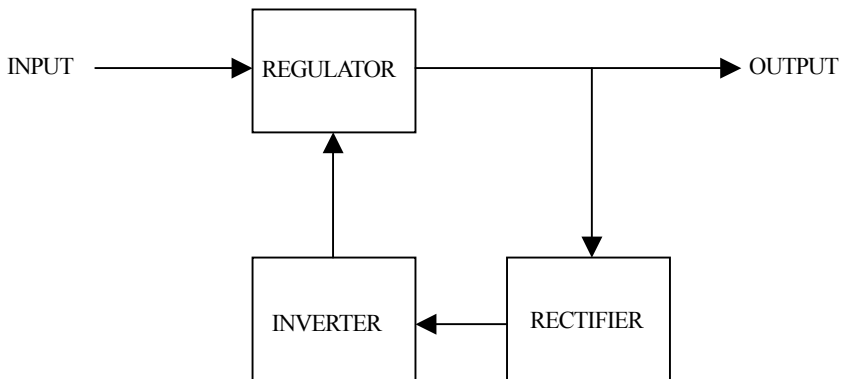 INPUT
REGULATOR
OUTPUT
INVERTER
RECTIFIER